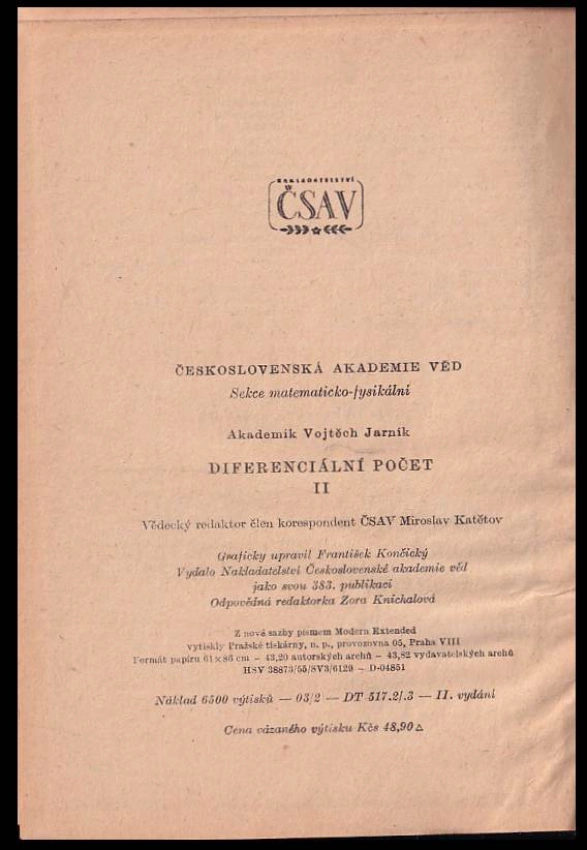 NAKLADATELSTVÍ
ČSAV
ČESKOSLOVENSKÁ AKADEMIE VĚD
Sekce matematicko-fysikální
Akademik Vojtěch Jarník
DIFERENCIÁLNÍ POČET
II
Vědecký redaktor člen korespondent ČSAV Miroslav Katětov
Graficky upravil František Končický
Vydalo Nakladatelství Československé akademie věd
jako svou 383. publikaci
Odpovědná redaktorka Zora Knichalová
Z nové sazby písmem Modern Extended
vytiskly Pražské tiskárny, n. p., provozovna 05, Praha VIII
Formát papíru 61×86 cm – 43,20 autorských archů – 43,82 vydavatelských archů
HSV 38873/55/SV3/6129 – D-04851
Náklad 6500 výtisků — 03/2 — DT 517.2/.3 — II. vydání
Cena vázaného výtisku Kčs 48,90 △